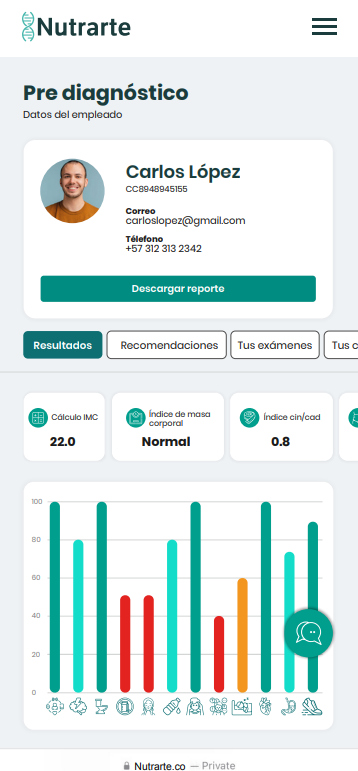 Nutrarte
Pre diagnóstico
Datos del empleado
Carlos López
CC8948945155
Correo
carloslopez@gmail.com
Télefono
+57 312 313 2342
Descargar reporte
Resultados
Recomendaciones
Tus exámenes
Tus c
Cálculo IMC
22.0
Índice de masa
corporal
Normal
Índice cin/cad
0.8
100
80
60
40
20
0
Nutrarte.co — Private